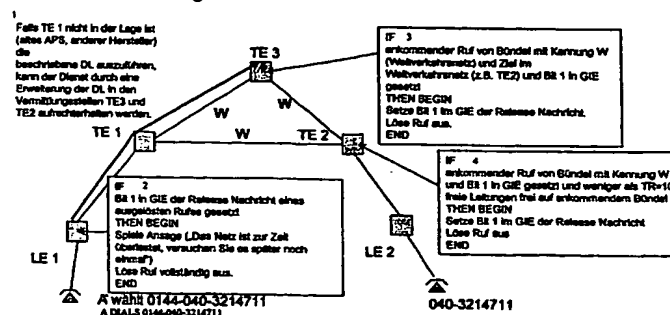 1
Falls TE 1 nicht in der Lage ist
(altes APS, anderer Hersteller)
die
beschriebene DL auszuführen,
kann der Dienst durch eine
Erweiterung der DL in den
Vermittlungsstellen TE3 und
TE2 aufrechterhalten werden.
TE 3
IF 3
ankommender Ruf von Bündel mit Kennung W
(Weitverkehrsnetz) und Ziel im
Weitverkehrsnetz (z.B. TE2) und Bit 1 in GIE
gesetzt
THEN BEGIN
Setze Bit 1 im GIE der Release Nachricht.
Löse Ruf aus.
END
W
W
W
TE 1
TE 2
IF 4
ankommender Ruf von Bündel mit Kennung W
und Bit 1 in GIE gesetzt und weniger als TR=10
freie Leitungen frei auf ankommendem Bündel
THEN BEGIN
Setze Bit 1 im GIE der Release Nachricht
Löse Ruf aus
END
IF 2
Bit 1 in GIE der Release Nachricht eines
ausgelösten Rufes gesetzt
THEN BEGIN
Spiele Ansage („Das Netz ist zur Zeit
überlastet, versuchen Sie es später noch
einmal")
Löse Ruf vollständig aus.
END
LE 1
LE 2
A wählt 0144-040-3214711
A DIALS 0144-040-3214711
040-3214711